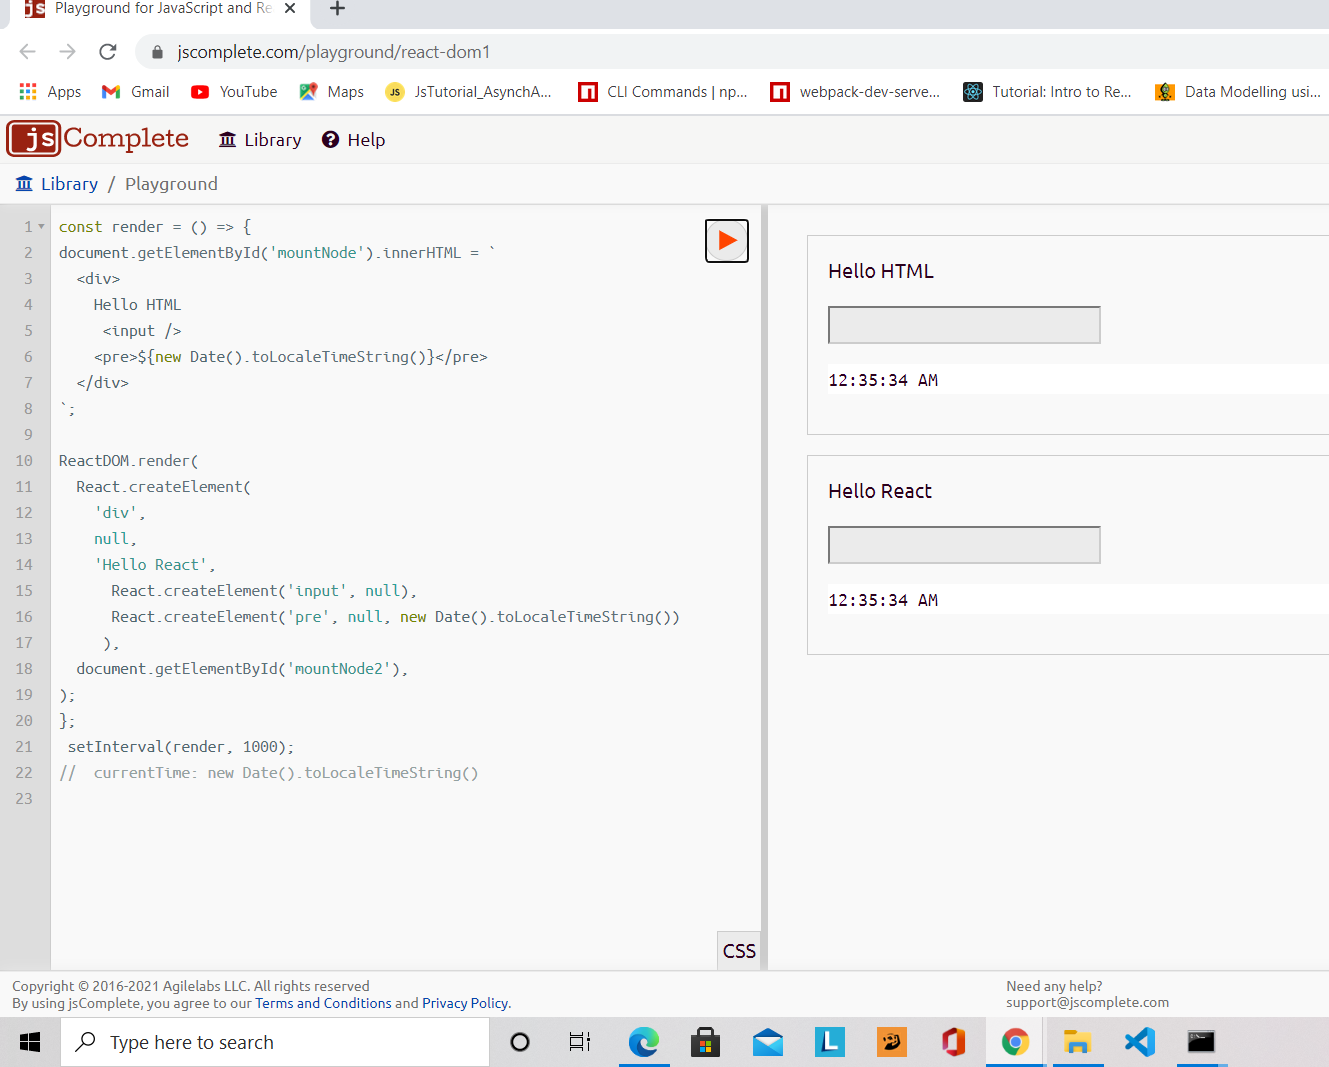 js Playground for JavaScript and Re
jscomplete.com/playground/react-dom1
Apps Gmail YouTube Maps JS JsTutorial_AsynchA... CLI Commands | np... webpack-dev-serve... Tutorial: Intro to Re... Data Modelling usi...
jsComplete Library Help
Library / Playground
1 const render = () => {
2 document.getElementById('mountNode').innerHTML = `
3   <div>
4     Hello HTML
5      <input />
6     <pre>${new Date().toLocaleTimeString()}</pre>
7   </div>
8 `;
9
10 ReactDOM.render(
11   React.createElement(
12     'div',
13     null,
14     'Hello React',
15       React.createElement('input', null),
16       React.createElement('pre', null, new Date().toLocaleTimeString())
17      ),
18   document.getElementById('mountNode2'),
19 );
20 };
21  setInterval(render, 1000);
22 //  currentTime: new Date().toLocaleTimeString()
23
CSS
Hello HTML
12:35:34 AM
Hello React
12:35:34 AM
Copyright © 2016-2021 Agilelabs LLC. All rights reserved
By using jsComplete, you agree to our Terms and Conditions and Privacy Policy.
Need any help?
support@jscomplete.com
Type here to search
L